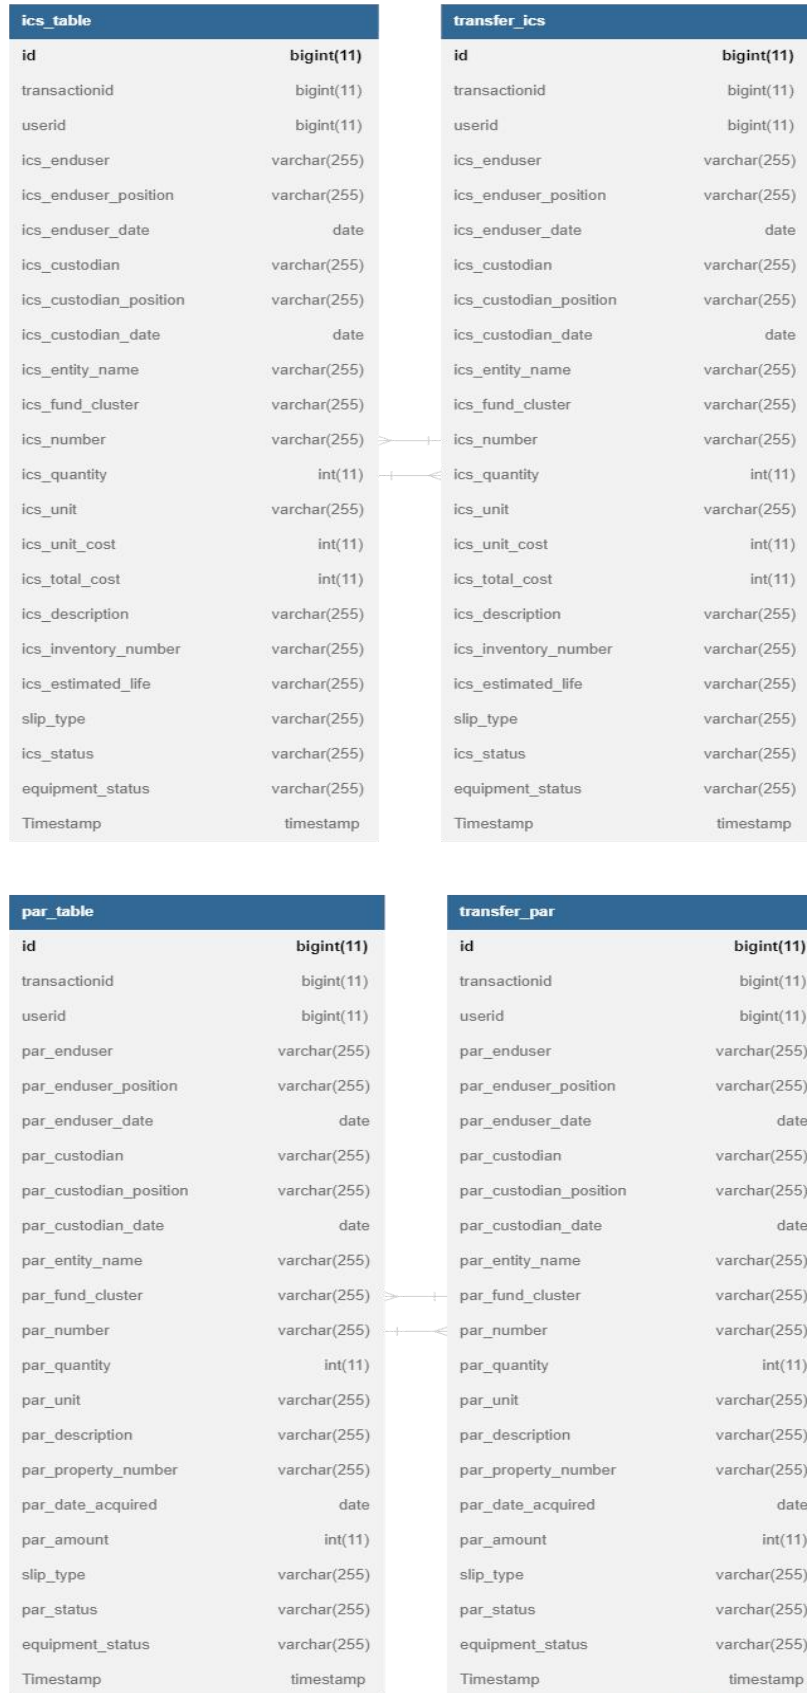 ics_table
id bigint(11)
transactionid bigint(11)
userid bigint(11)
ics_enduser varchar(255)
ics_enduser_position varchar(255)
ics_enduser_date date
ics_custodian varchar(255)
ics_custodian_position varchar(255)
ics_custodian_date date
ics_entity_name varchar(255)
ics_fund_cluster varchar(255)
ics_number varchar(255)
ics_quantity int(11)
ics_unit varchar(255)
ics_unit_cost int(11)
ics_total_cost int(11)
ics_description varchar(255)
ics_inventory_number varchar(255)
ics_estimated_life varchar(255)
slip_type varchar(255)
ics_status varchar(255)
equipment_status varchar(255)
Timestamp timestamp
transfer_ics
id bigint(11)
transactionid bigint(11)
userid bigint(11)
ics_enduser varchar(255)
ics_enduser_position varchar(255)
ics_enduser_date date
ics_custodian varchar(255)
ics_custodian_position varchar(255)
ics_custodian_date date
ics_entity_name varchar(255)
ics_fund_cluster varchar(255)
ics_number varchar(255)
ics_quantity int(11)
ics_unit varchar(255)
ics_unit_cost int(11)
ics_total_cost int(11)
ics_description varchar(255)
ics_inventory_number varchar(255)
ics_estimated_life varchar(255)
slip_type varchar(255)
ics_status varchar(255)
equipment_status varchar(255)
Timestamp timestamp
par_table
id bigint(11)
transactionid bigint(11)
userid bigint(11)
par_enduser varchar(255)
par_enduser_position varchar(255)
par_enduser_date date
par_custodian varchar(255)
par_custodian_position varchar(255)
par_custodian_date date
par_entity_name varchar(255)
par_fund_cluster varchar(255)
par_number varchar(255)
par_quantity int(11)
par_unit varchar(255)
par_description varchar(255)
par_property_number varchar(255)
par_date_acquired date
par_amount int(11)
slip_type varchar(255)
par_status varchar(255)
equipment_status varchar(255)
Timestamp timestamp
transfer_par
id bigint(11)
transactionid bigint(11)
userid bigint(11)
par_enduser varchar(255)
par_enduser_position varchar(255)
par_enduser_date date
par_custodian varchar(255)
par_custodian_position varchar(255)
par_custodian_date date
par_entity_name varchar(255)
par_fund_cluster varchar(255)
par_number varchar(255)
par_quantity int(11)
par_unit varchar(255)
par_description varchar(255)
par_property_number varchar(255)
par_date_acquired date
par_amount int(11)
slip_type varchar(255)
par_status varchar(255)
equipment_status varchar(255)
Timestamp timestamp